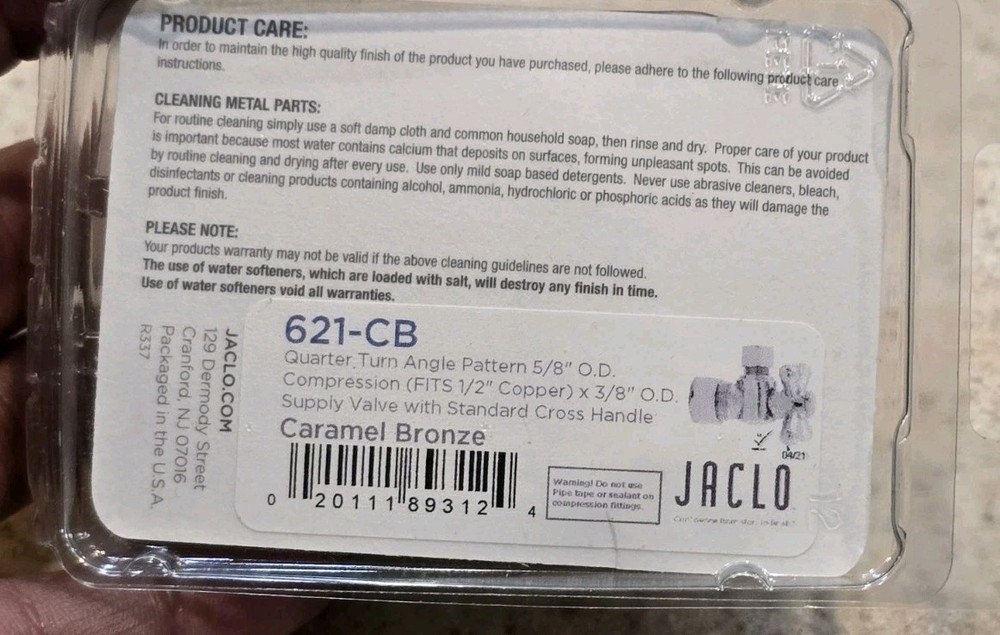 PRODUCT CARE:
In order to maintain the high quality finish of the product you have purchased, please adhere to the following product care
instructions.
CLEANING METAL PARTS:
For routine cleaning simply use a soft damp cloth and common household soap, then rinse and dry. Proper care of your product
is important because most water contains calcium that deposits on surfaces, forming unpleasant spots. This can be avoided
by routine cleaning and drying after every use. Use only mild soap based detergents. Never use abrasive cleaners, bleach,
disinfectants or cleaning products containing alcohol, ammonia, hydrochloric or phosphoric acids as they will damage the
product finish.
PLEASE NOTE:
Your products warranty may not be valid if the above cleaning guidelines are not followed.
The use of water softeners, which are loaded with salt, will destroy any finish in time.
Use of water softeners void all warranties.
JACLO.COM
129 Dermody Street
Cranford, NJ 07016
Packaged in the U.S.A.
R337
621-CB
Quarter Turn Angle Pattern 5/8" O.D.
Compression (FITS 1/2" Copper) x 3/8" O.D.
Supply Valve with Standard Cross Handle
Caramel Bronze
0 20111 89312 4
Warning! Do not use
Pipe tape or sealant on
compression fittings.
04/21
JACLO